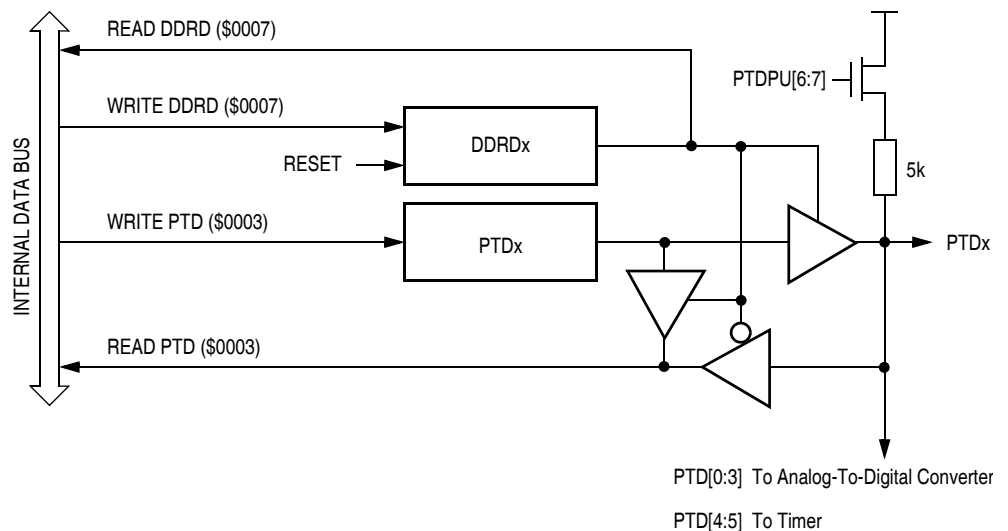 READ DDRD ($0007)
PTDPU[6:7]
WRITE DDRD ($0007)
DDRDx
RESET
5k
INTERNAL DATA BUS
WRITE PTD ($0003)
PTDx
PTDx
READ PTD ($0003)
PTD[0:3] To Analog-To-Digital Converter
PTD[4:5] To Timer